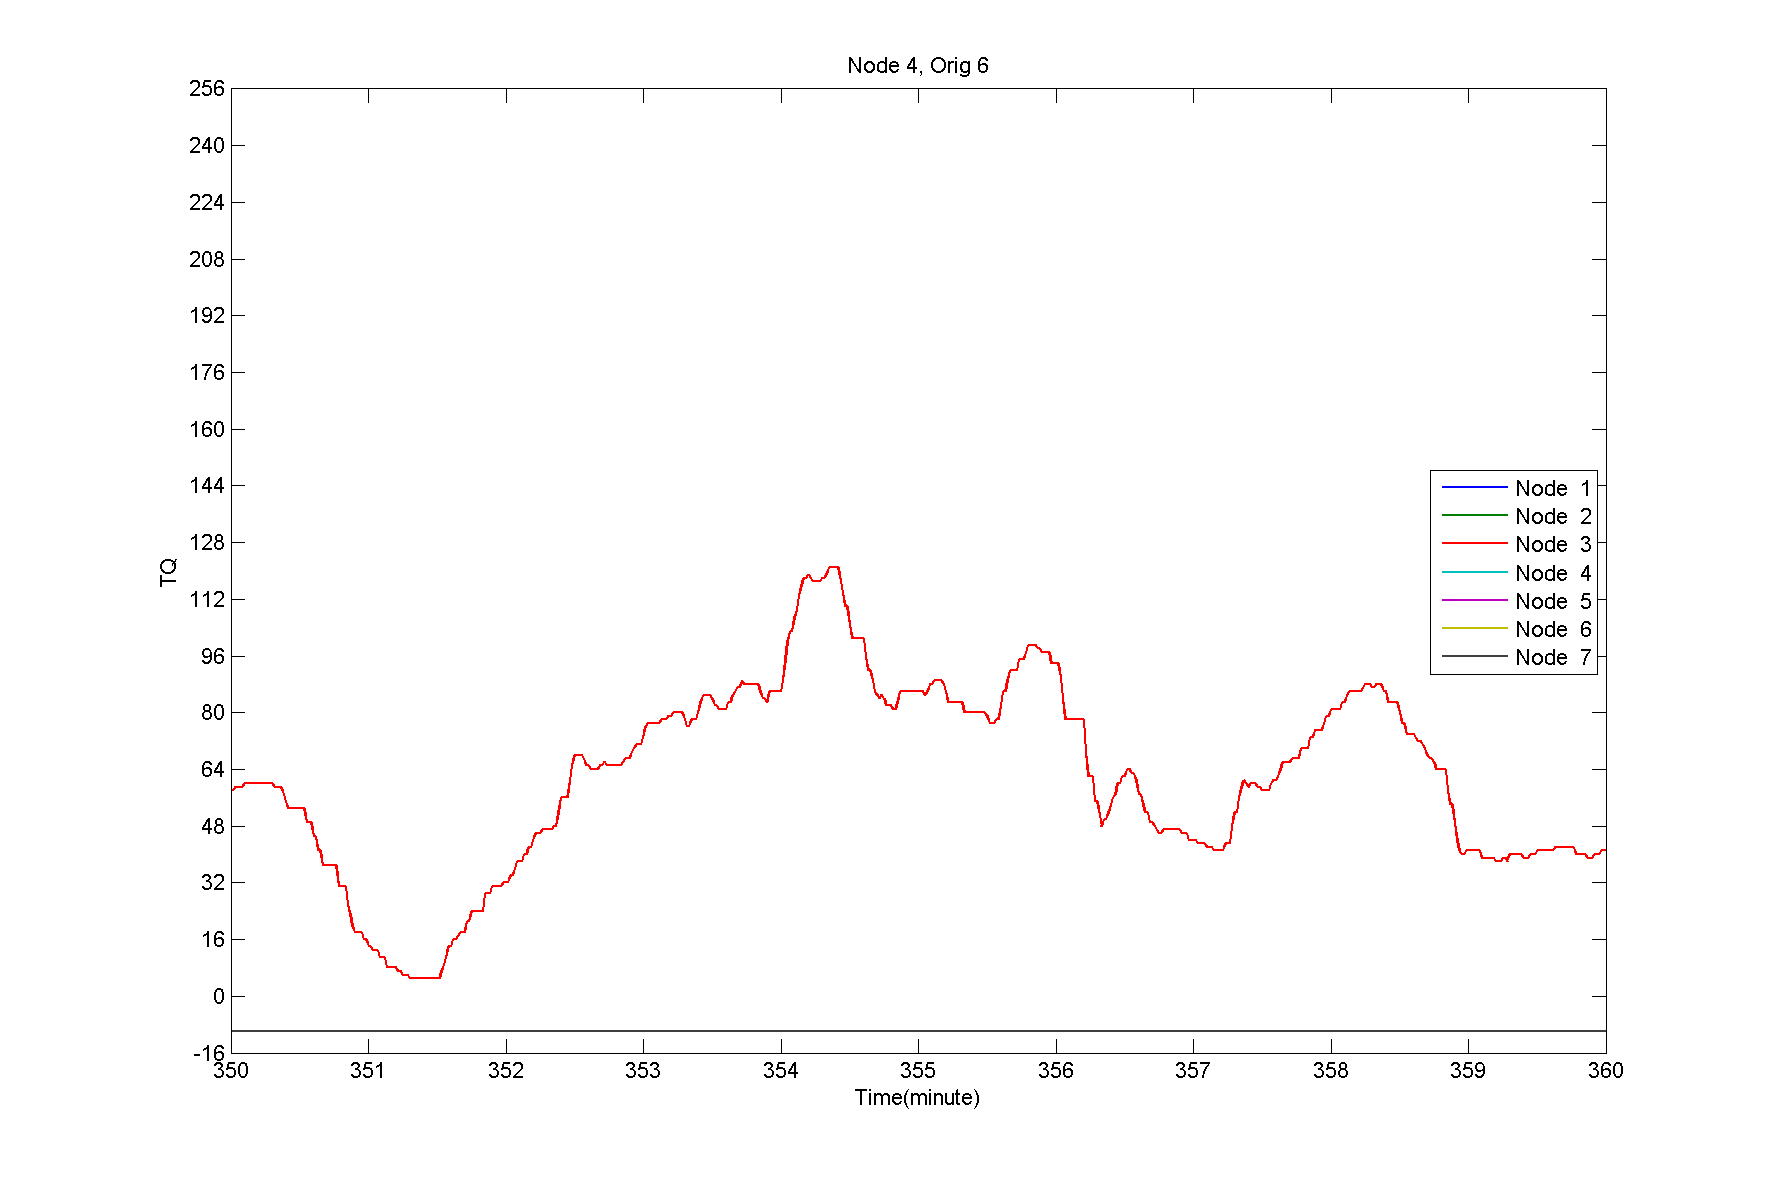 Node 4, Orig 6
256
240
224
208
192
176
160
144
128
112
96
80
64
48
32
16
0
-16
TQ
Node 1
Node 2
Node 3
Node 4
Node 5
Node 6
Node 7
350 351 352 353 354 355 356 357 358 359 360
Time(minute)